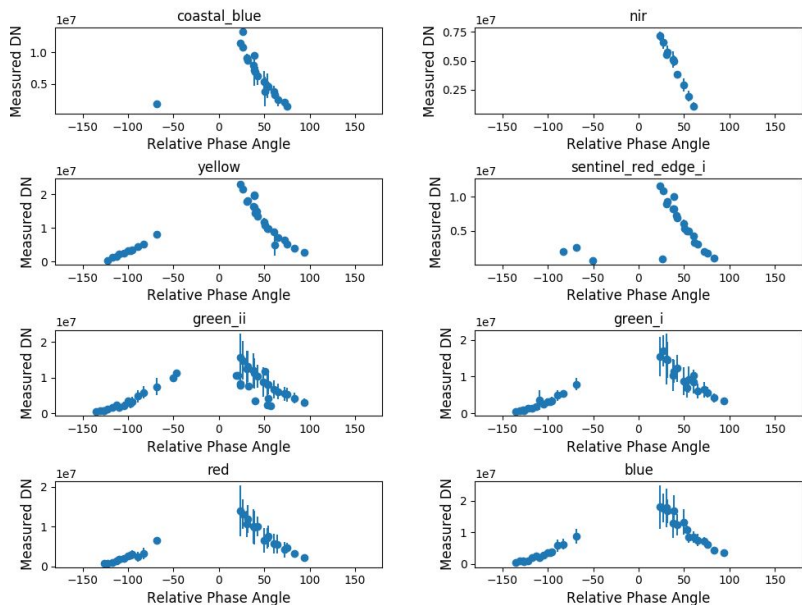 coastal_blue
1e7
Measured DN
1.0
0.5
−150 −100 −50 0 50 100 150
Relative Phase Angle
nir
1e7
Measured DN
0.75
0.50
0.25
−150 −100 −50 0 50 100 150
Relative Phase Angle
yellow
1e7
Measured DN
2
1
0
−150 −100 −50 0 50 100 150
Relative Phase Angle
sentinel_red_edge_i
1e7
Measured DN
1.0
0.5
−150 −100 −50 0 50 100 150
Relative Phase Angle
green_ii
1e7
Measured DN
2
1
0
−150 −100 −50 0 50 100 150
Relative Phase Angle
green_i
1e7
Measured DN
2
1
0
−150 −100 −50 0 50 100 150
Relative Phase Angle
red
1e7
Measured DN
2
1
0
−150 −100 −50 0 50 100 150
Relative Phase Angle
blue
1e7
Measured DN
2
1
0
−150 −100 −50 0 50 100 150
Relative Phase Angle